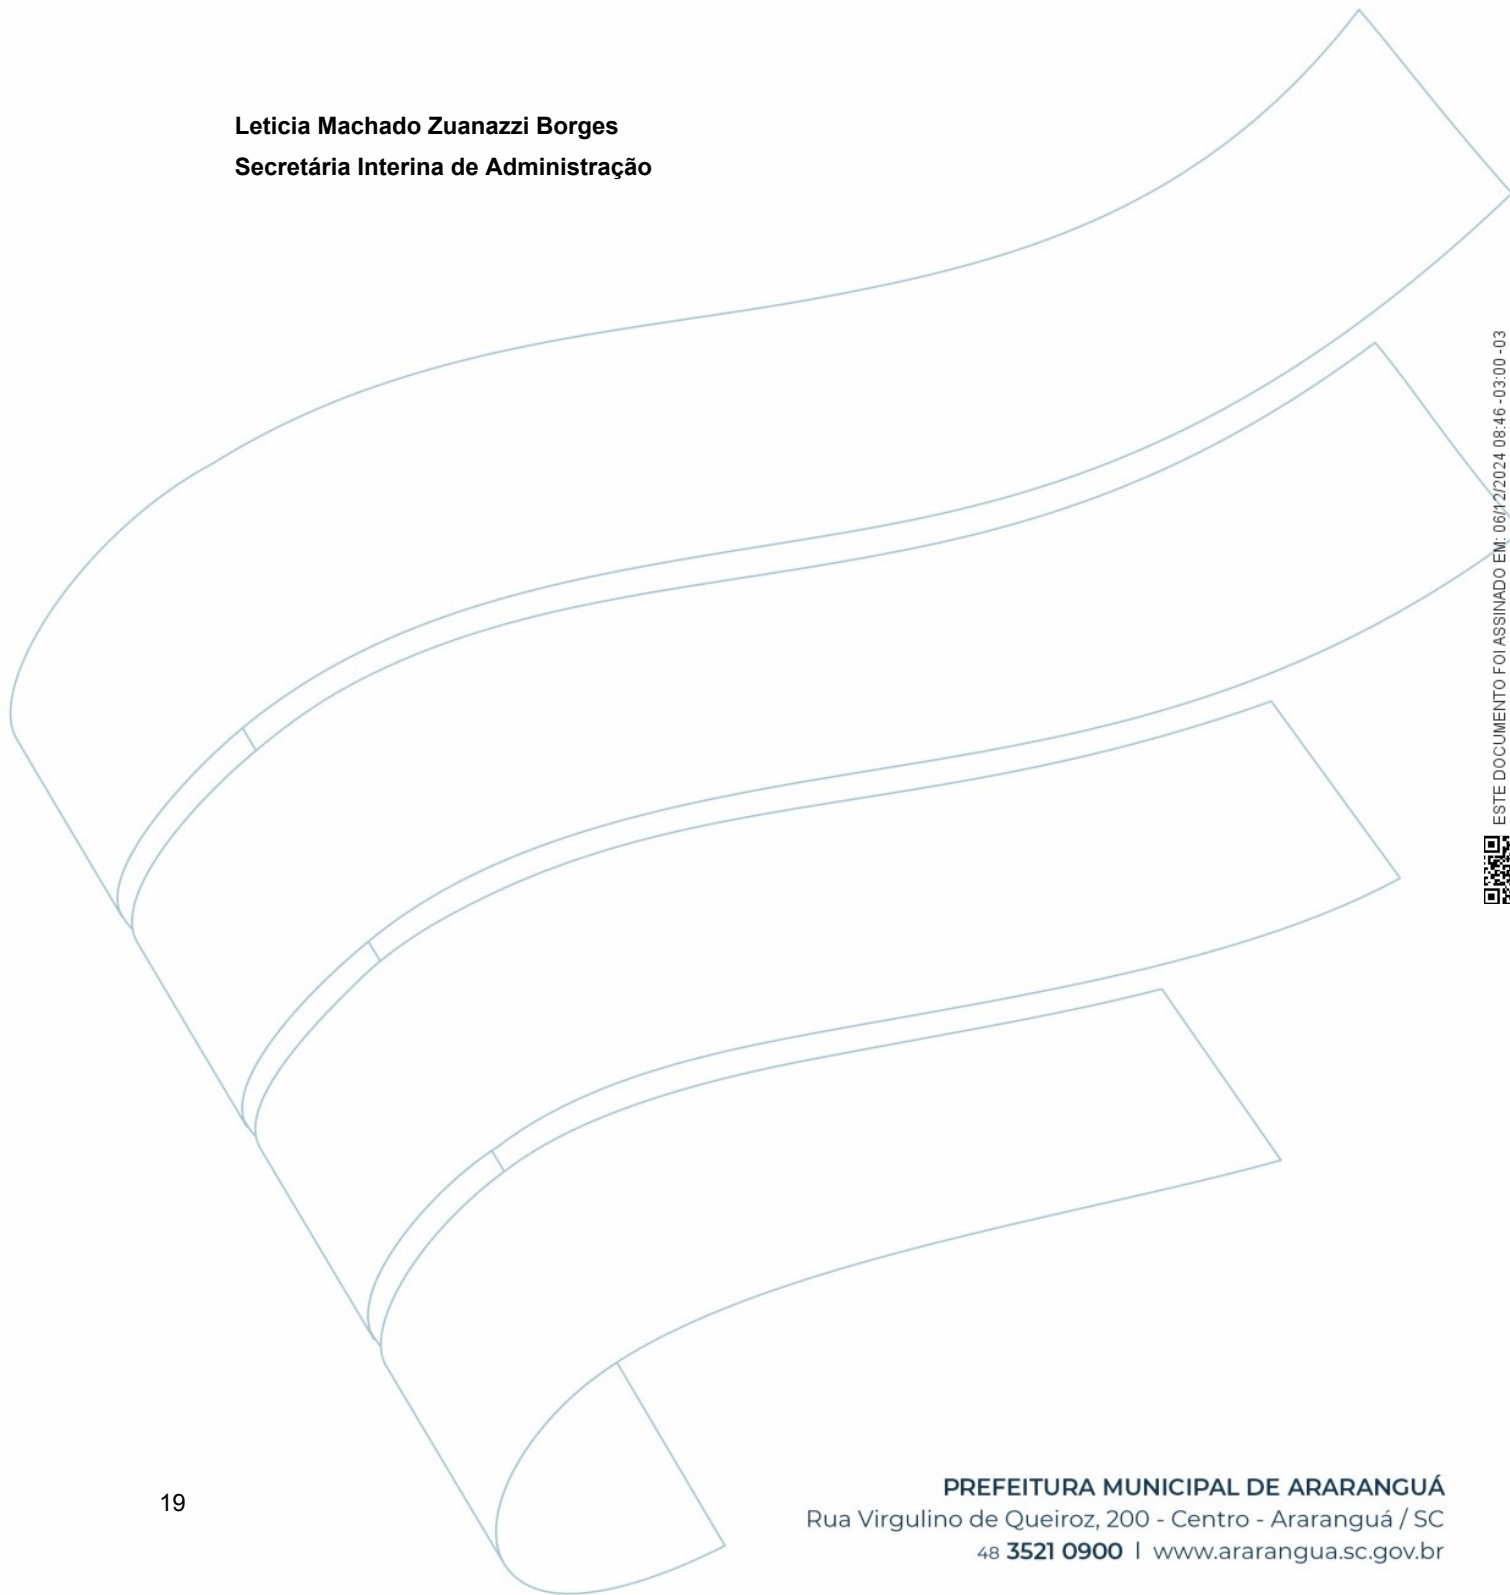 Leticia Machado Zuanazzi Borges
Secretária Interina de Administração
ESTE DOCUMENTO FOI ASSINADO EM: 06/12/2024 08:46 -03:00 -03
19
PREFEITURA MUNICIPAL DE ARARANGUÁ
Rua Virgulino de Queiroz, 200 - Centro - Araranguá / SC
48 3521 0900 | www.ararangua.sc.gov.br